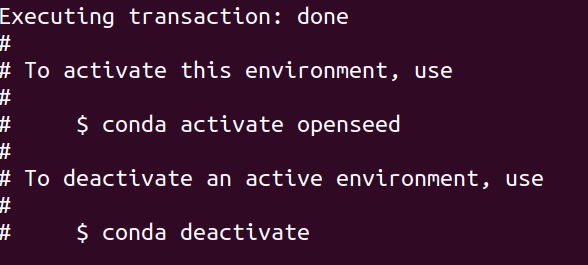 Executing transaction: done
#
# To activate this environment, use
#
#     $ conda activate openseed
#
# To deactivate an active environment, use
#
#     $ conda deactivate